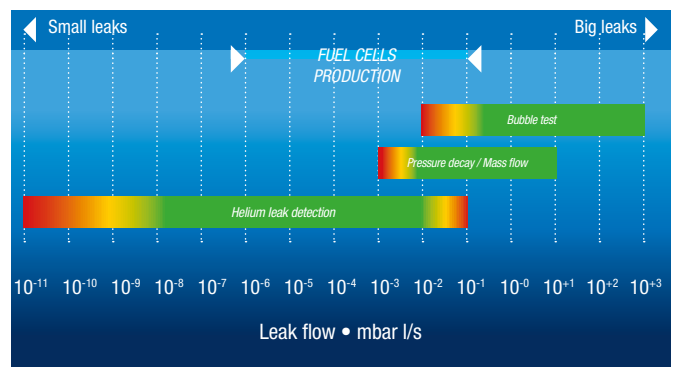 Small leaks
Big leaks
FUEL CELLS
PRODUCTION
Bubble test
Pressure decay / Mass flow
Helium leak detection
10⁻¹¹ 10⁻¹⁰ 10⁻⁹ 10⁻⁸ 10⁻⁷ 10⁻⁶ 10⁻⁵ 10⁻⁴ 10⁻³ 10⁻² 10⁻¹ 10⁻⁰ 10⁺¹ 10⁺² 10⁺³
Leak flow • mbar l/s